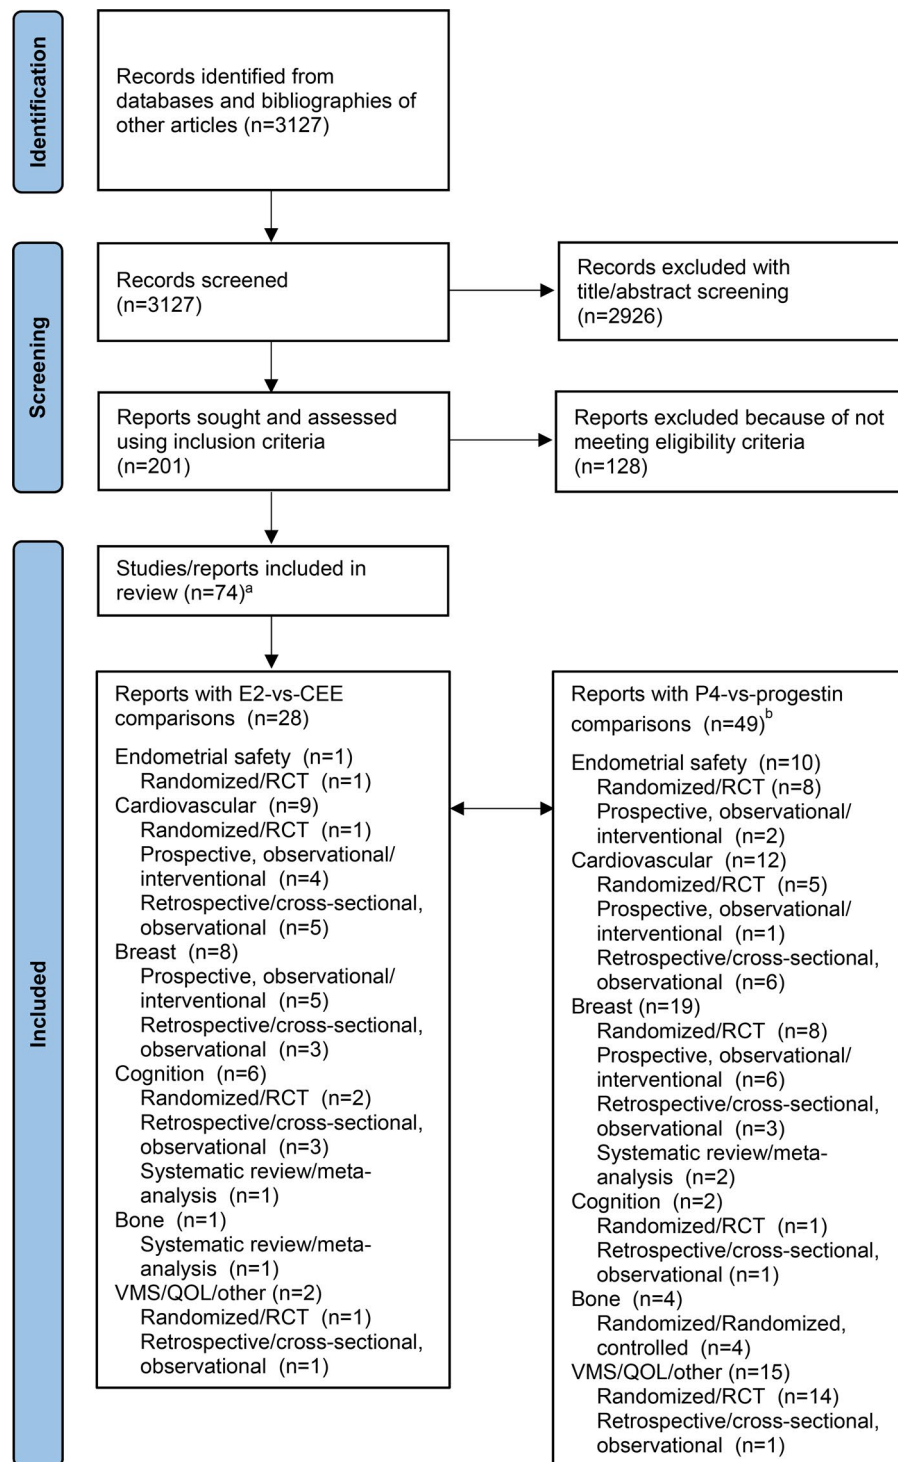 Identification
Records identified from
databases and bibliographies of
other articles (n=3127)
Screening
Records screened
(n=3127)
Records excluded with
title/abstract screening
(n=2926)
Reports sought and assessed
using inclusion criteria
(n=201)
Reports excluded because of not
meeting eligibility criteria
(n=128)
Included
Studies/reports included in
review (n=74)a
Reports with E2-vs-CEE
comparisons (n=28)
Endometrial safety (n=1)
Randomized/RCT (n=1)
Cardiovascular (n=9)
Randomized/RCT (n=1)
Prospective, observational/
interventional (n=4)
Retrospective/cross-sectional,
observational (n=5)
Breast (n=8)
Prospective, observational/
interventional (n=5)
Retrospective/cross-sectional,
observational (n=3)
Cognition (n=6)
Randomized/RCT (n=2)
Retrospective/cross-sectional,
observational (n=3)
Systematic review/meta-
analysis (n=1)
Bone (n=1)
Systematic review/meta-
analysis (n=1)
VMS/QOL/other (n=2)
Randomized/RCT (n=1)
Retrospective/cross-sectional,
observational (n=1)
Reports with P4-vs-progestin
comparisons (n=49)b
Endometrial safety (n=10)
Randomized/RCT (n=8)
Prospective, observational/
interventional (n=2)
Cardiovascular (n=12)
Randomized/RCT (n=5)
Prospective, observational/
interventional (n=1)
Retrospective/cross-sectional,
observational (n=6)
Breast (n=19)
Randomized/RCT (n=8)
Prospective, observational/
interventional (n=6)
Retrospective/cross-sectional,
observational (n=3)
Systematic review/meta-
analysis (n=2)
Cognition (n=2)
Randomized/RCT (n=1)
Retrospective/cross-sectional,
observational (n=1)
Bone (n=4)
Randomized/Randomized,
controlled (n=4)
VMS/QOL/other (n=15)
Randomized/RCT (n=14)
Retrospective/cross-sectional,
observational (n=1)